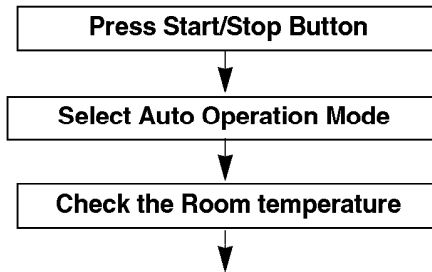 Press Start/Stop Button
Select Auto Operation Mode
Check the Room temperature